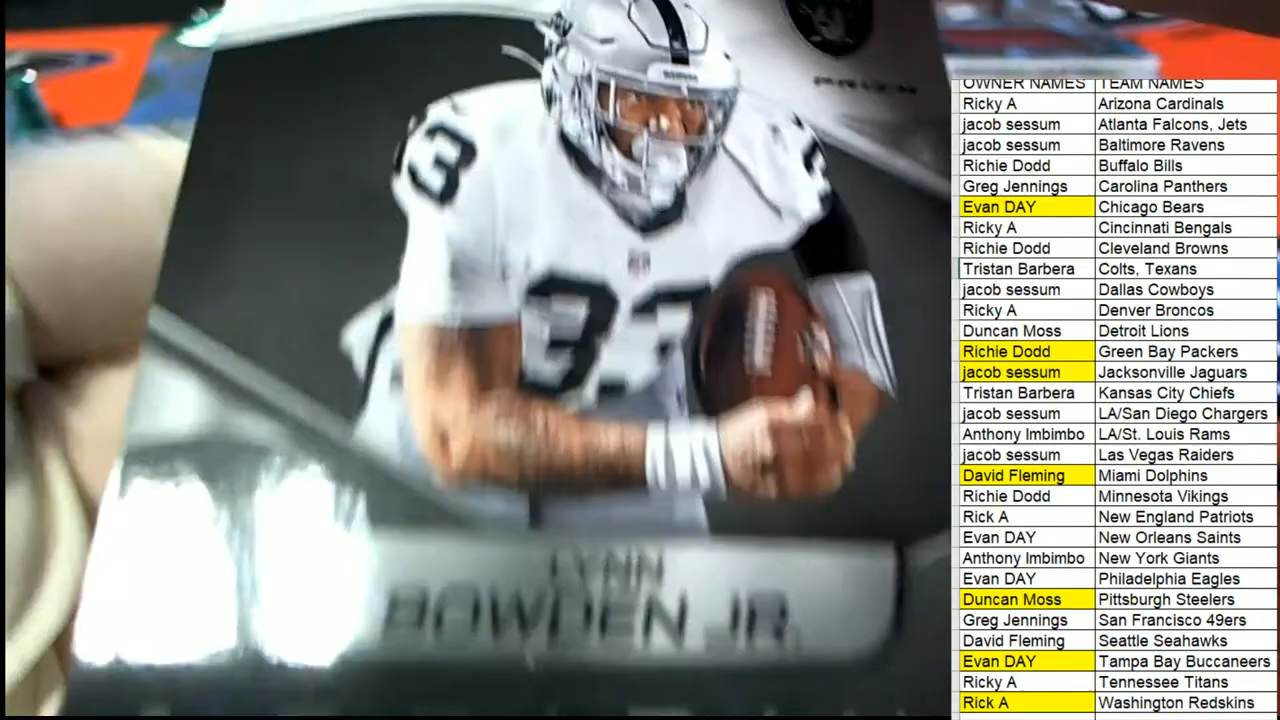 PRIZM
33
33
LYNN
BOWDEN JR.
OWNER NAMES TEAM NAMES
Ricky A Arizona Cardinals
jacob sessum Atlanta Falcons, Jets
jacob sessum Baltimore Ravens
Richie Dodd Buffalo Bills
Greg Jennings Carolina Panthers
Evan DAY Chicago Bears
Ricky A Cincinnati Bengals
Richie Dodd Cleveland Browns
Tristan Barbera Colts, Texans
jacob sessum Dallas Cowboys
Ricky A Denver Broncos
Duncan Moss Detroit Lions
Richie Dodd Green Bay Packers
jacob sessum Jacksonville Jaguars
Tristan Barbera Kansas City Chiefs
jacob sessum LA/San Diego Chargers
Anthony Imbimbo LA/St. Louis Rams
jacob sessum Las Vegas Raiders
David Fleming Miami Dolphins
Richie Dodd Minnesota Vikings
Rick A New England Patriots
Evan DAY New Orleans Saints
Anthony Imbimbo New York Giants
Evan DAY Philadelphia Eagles
Duncan Moss Pittsburgh Steelers
Greg Jennings San Francisco 49ers
David Fleming Seattle Seahawks
Evan DAY Tampa Bay Buccaneers
Ricky A Tennessee Titans
Rick A Washington Redskins